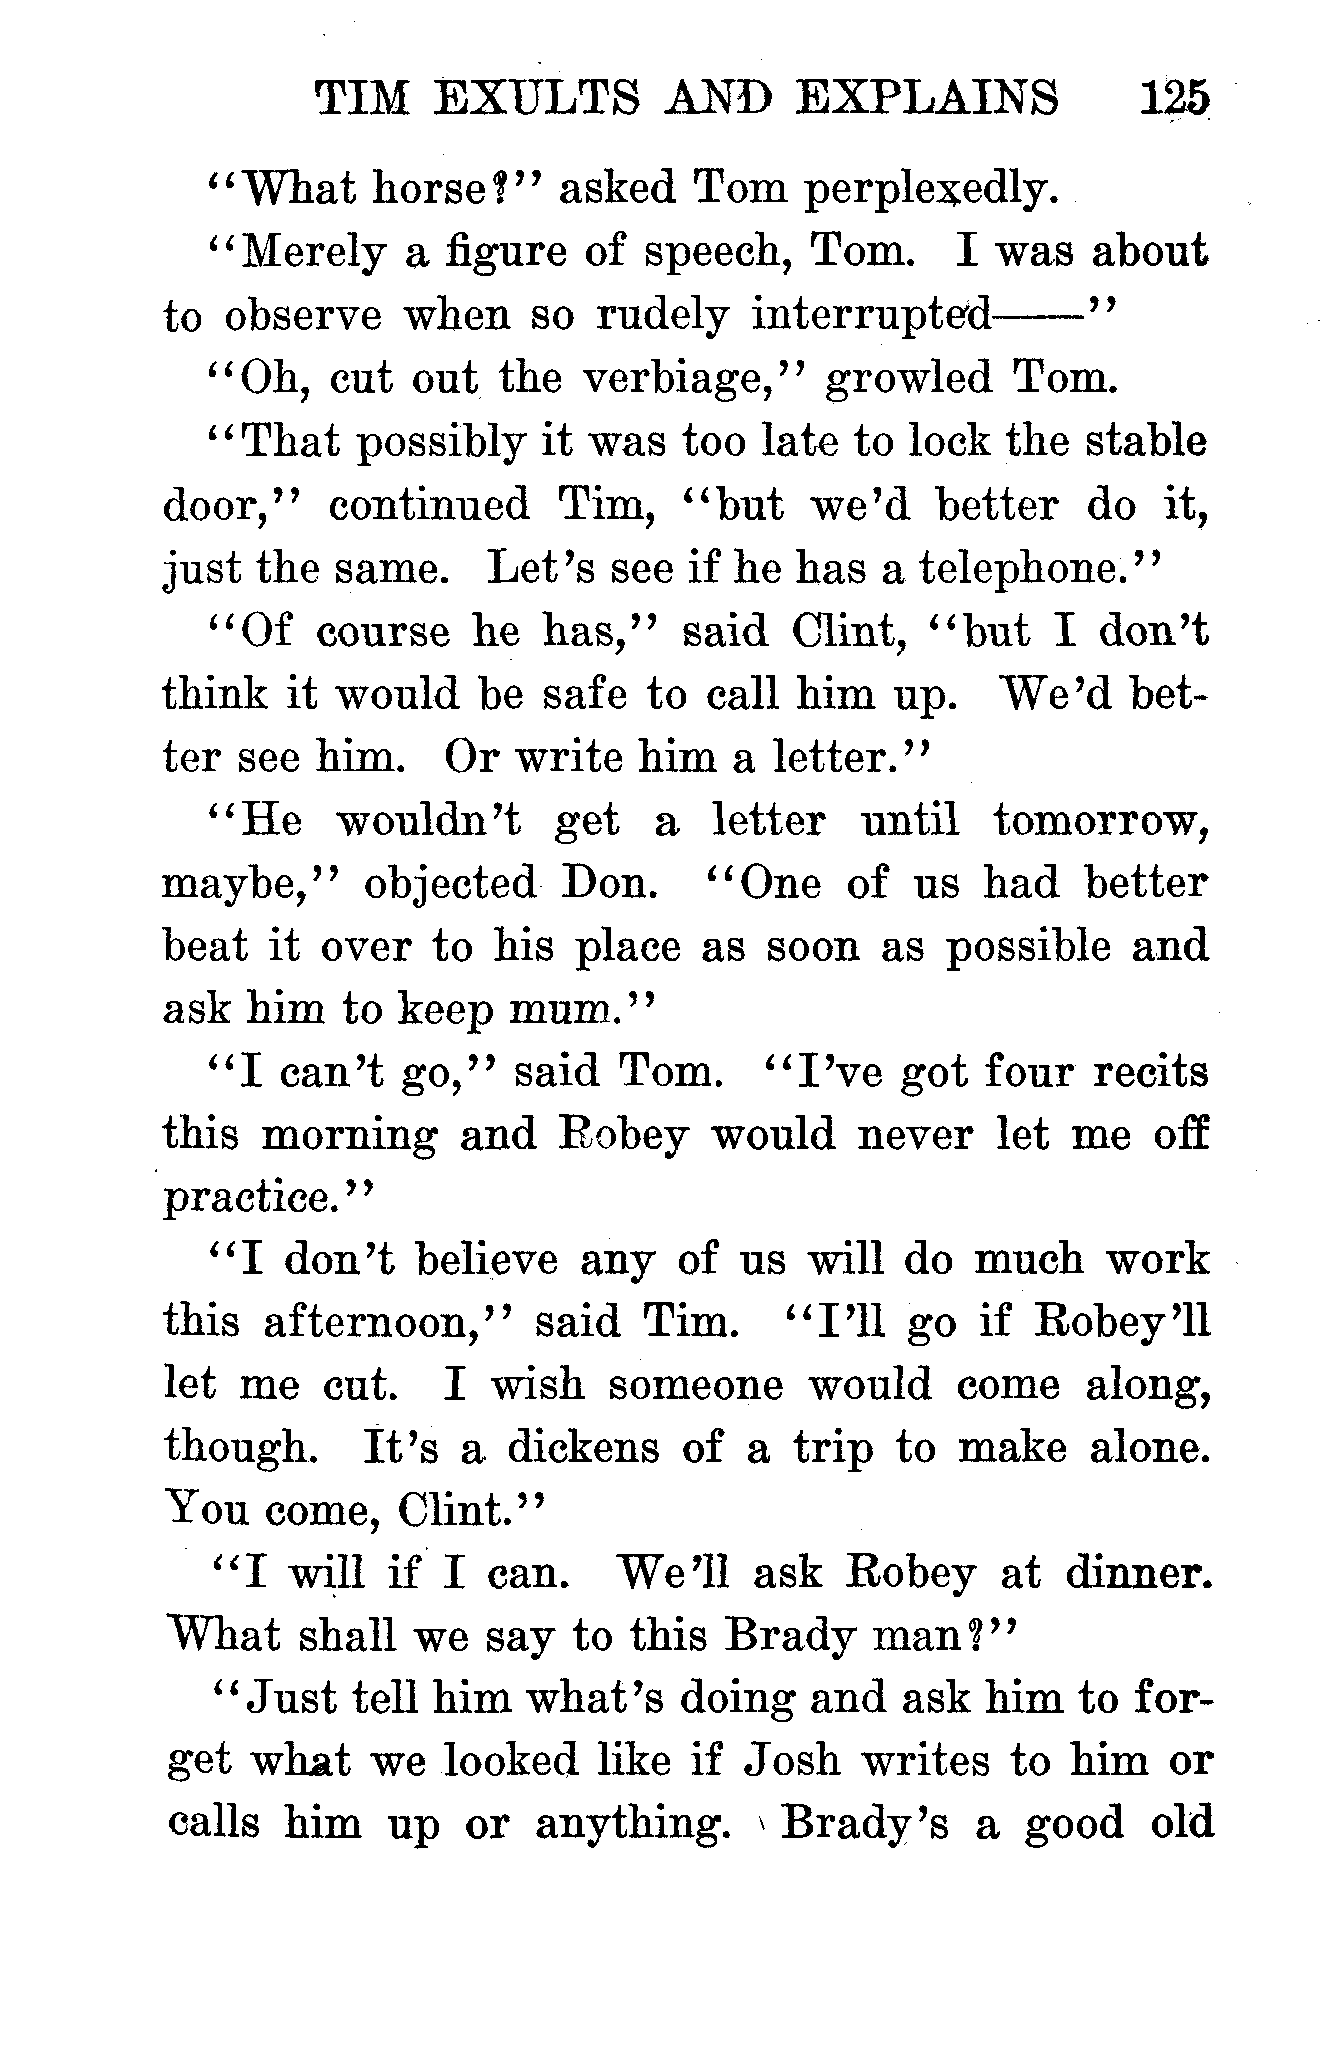 TIM EXULTS AND EXPLAINS 125
"What horse?" asked Tom perplexedly.
"Merely a figure of speech, Tom. I was about
to observe when so rudely interrupted——"
"Oh, cut out the verbiage," growled Tom.
"That possibly it was too late to lock the stable
door," continued Tim, "but we'd better do it,
just the same. Let's see if he has a telephone."
"Of course he has," said Clint, "but I don't
think it would be safe to call him up. We'd bet-
ter see him. Or write him a letter."
"He wouldn't get a letter until tomorrow,
maybe," objected Don. "One of us had better
beat it over to his place as soon as possible and
ask him to keep mum."
"I can't go," said Tom. "I've got four recits
this morning and Robey would never let me off
practice."
"I don't believe any of us will do much work
this afternoon," said Tim. "I'll go if Robey'll
let me cut. I wish someone would come along,
though. It's a dickens of a trip to make alone.
You come, Clint."
"I will if I can. We'll ask Robey at dinner.
What shall we say to this Brady man?"
"Just tell him what's doing and ask him to for-
get what we looked like if Josh writes to him or
calls him up or anything. Brady's a good old